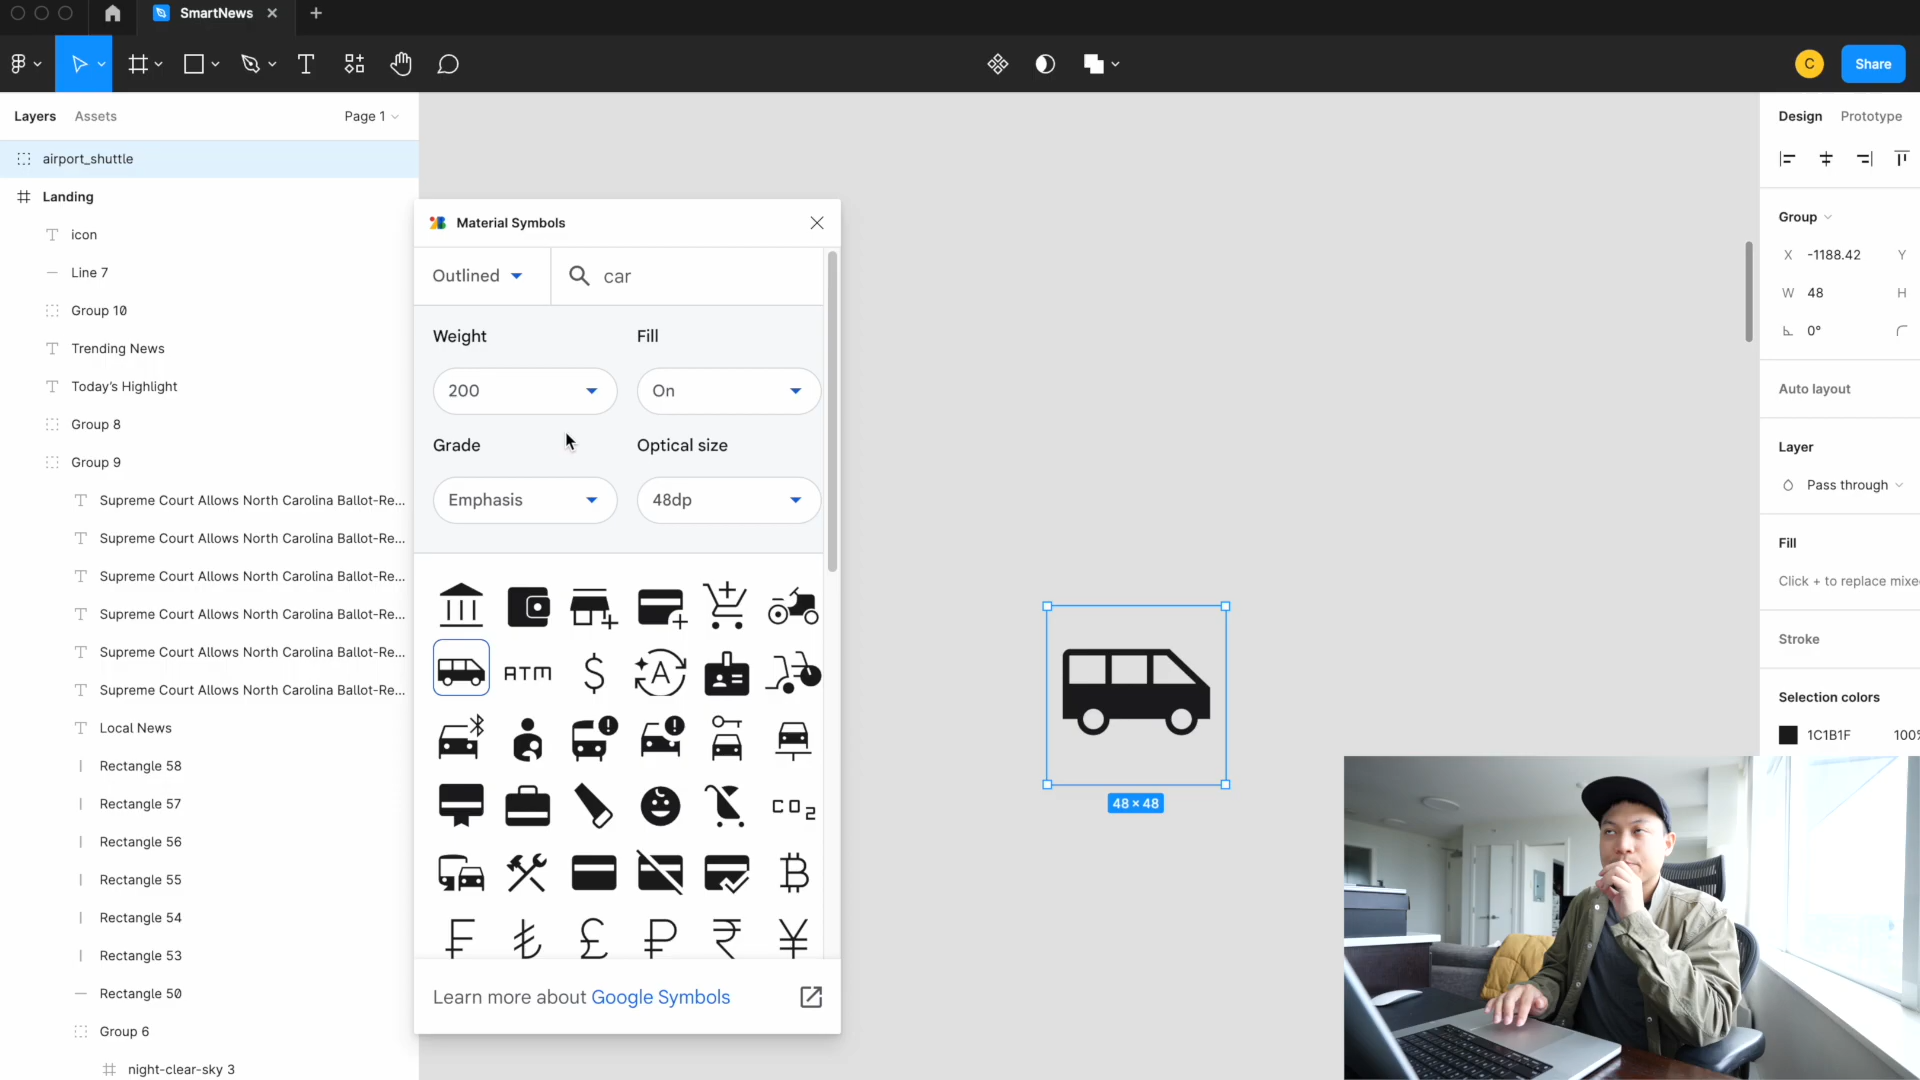 SmartNews
C
Share
Layers
Assets
Page 1
Design
Prototype
airport_shuttle
Landing
icon
Line 7
Group 10
Trending News
Today's Highlight
Group 8
Group 9
Supreme Court Allows North Carolina Ballot-Re...
Supreme Court Allows North Carolina Ballot-Re...
Supreme Court Allows North Carolina Ballot-Re...
Supreme Court Allows North Carolina Ballot-Re...
Supreme Court Allows North Carolina Ballot-Re...
Supreme Court Allows North Carolina Ballot-Re...
Local News
Rectangle 58
Rectangle 57
Rectangle 56
Rectangle 55
Rectangle 54
Rectangle 53
Rectangle 50
Group 6
night-clear-sky 3
Material Symbols
Outlined
car
Weight
Fill
200
On
Grade
Optical size
Emphasis
48dp
ATM
$
A
CO2
Learn more about Google Symbols
48 × 48
Group
X -1188.42 Y
W 48 H
0°
Auto layout
Layer
Pass through
Fill
Click + to replace mixe
Stroke
Selection colors
1C1B1F 100%